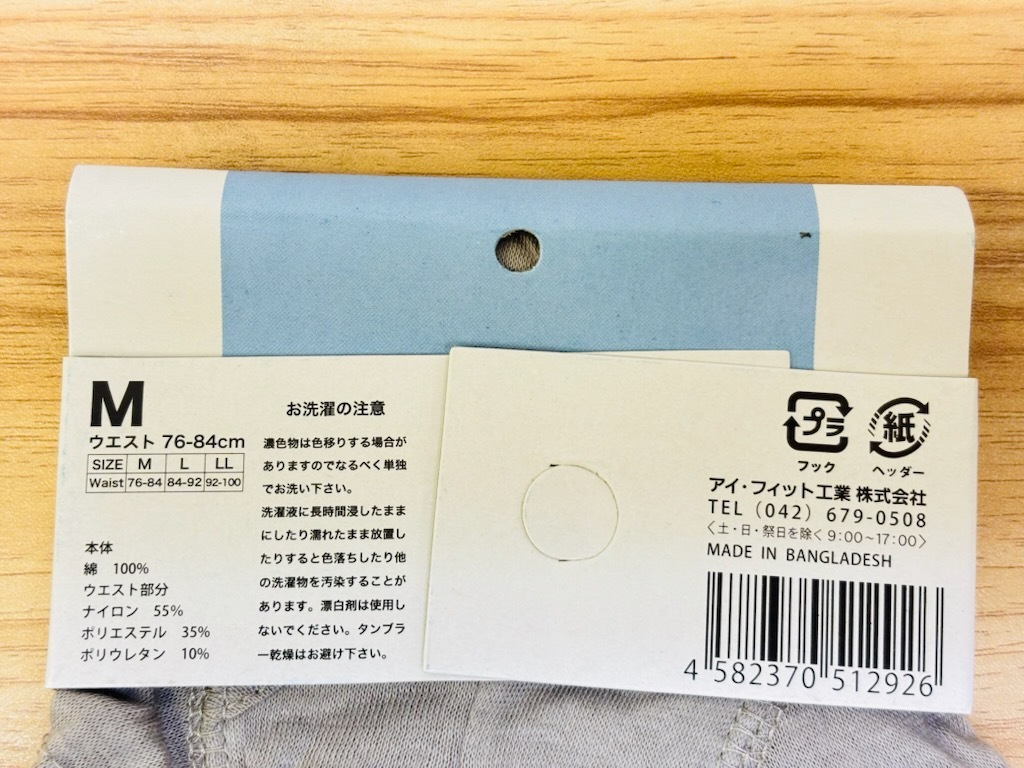 M
ウエスト 76-84cm
SIZE M L LL
Waist 76-84 84-92 92-100
本体
綿 100%
ウエスト部分
ナイロン 55%
ポリエステル 35%
ポリウレタン 10%
お洗濯の注意
濃色物は色移りする場合が
ありますのでなるべく単独
でお洗い下さい。
洗濯液に長時間浸したまま
にしたり濡れたまま放置し
たりすると色落ちしたり他
の洗濯物を汚染することが
あります。漂白剤は使用し
ないでください。タンブラ
ー乾燥はお避け下さい。
プラ
フック
紙
ヘッダー
アイ・フィット工業 株式会社
TEL (042) 679-0508
〈土・日・祭日を除く 9:00~17:00〉
MADE IN BANGLADESH
4 582370 512926